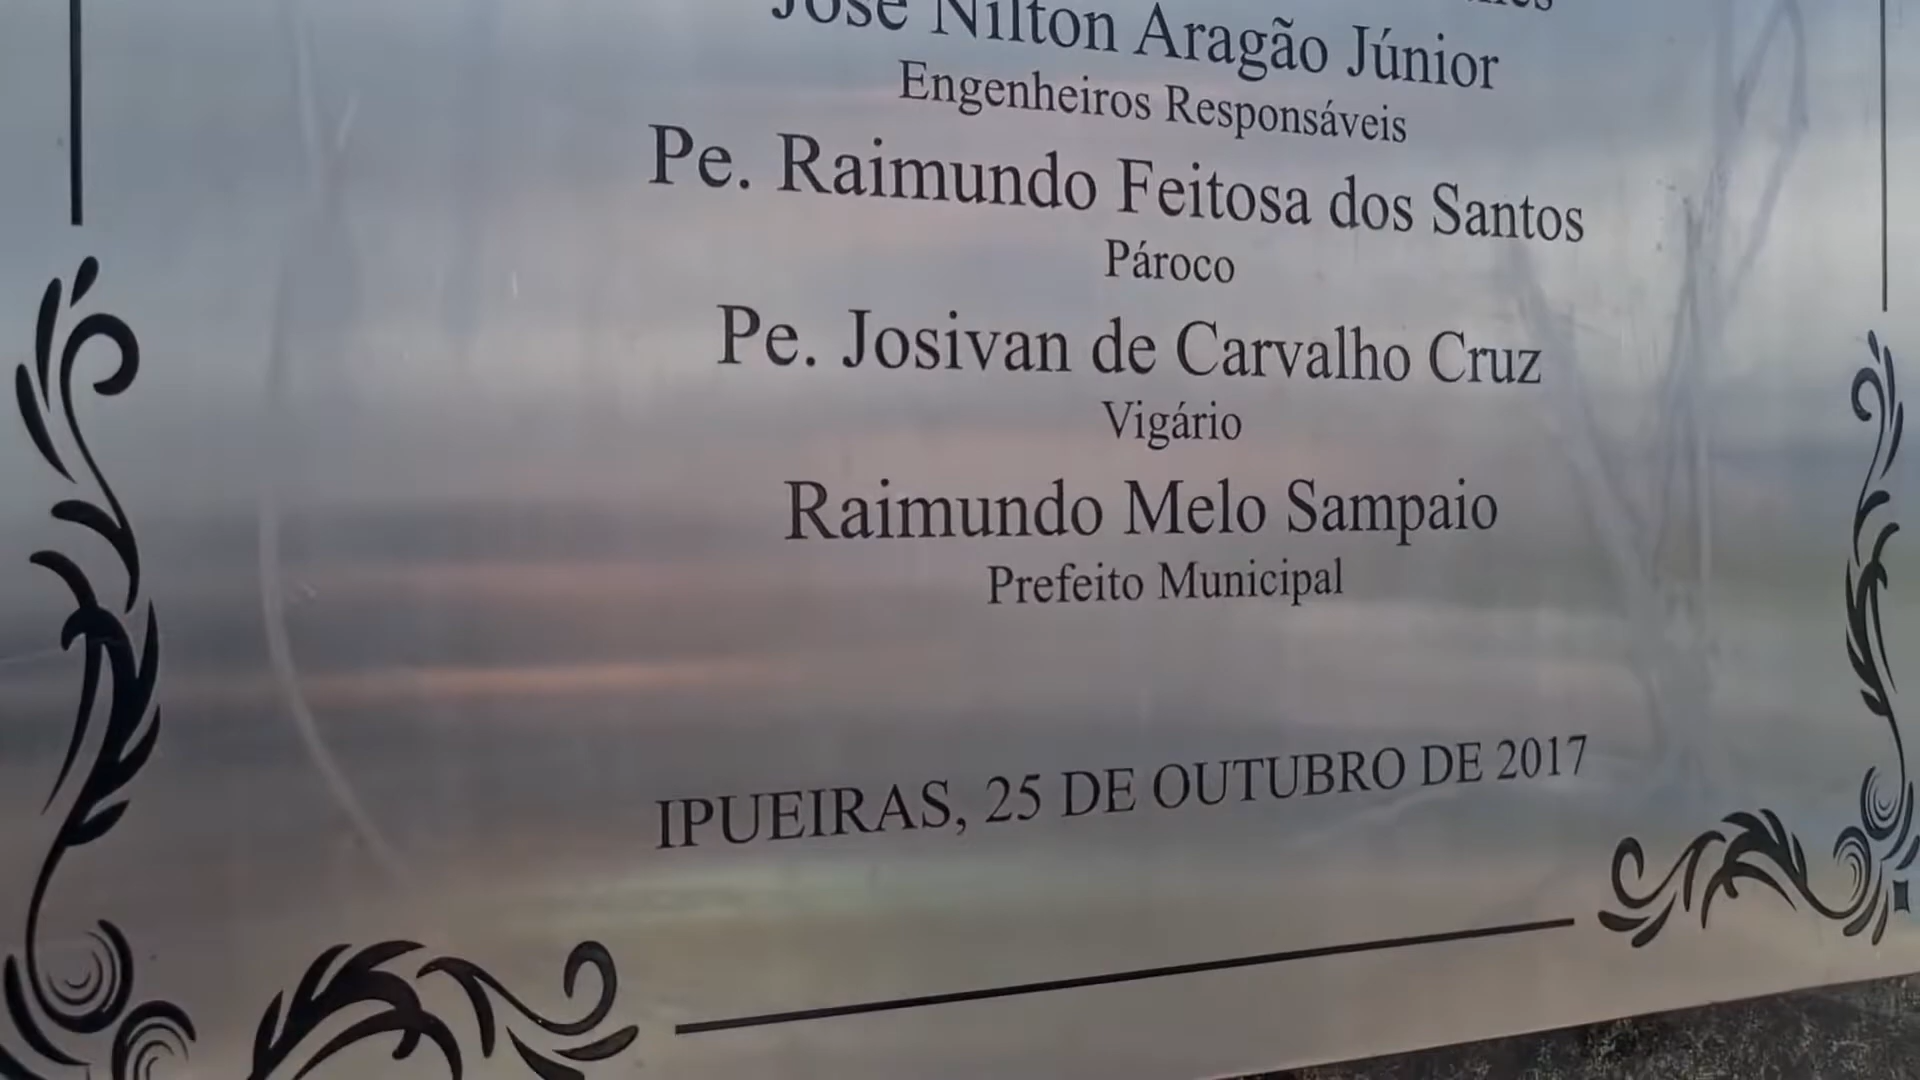 José Nilton Aragão Júnior
Engenheiros Responsáveis
Pe. Raimundo Feitosa dos Santos
Pároco
Pe. Josivan de Carvalho Cruz
Vigário
Raimundo Melo Sampaio
Prefeito Municipal
IPUEIRAS, 25 DE OUTUBRO DE 2017